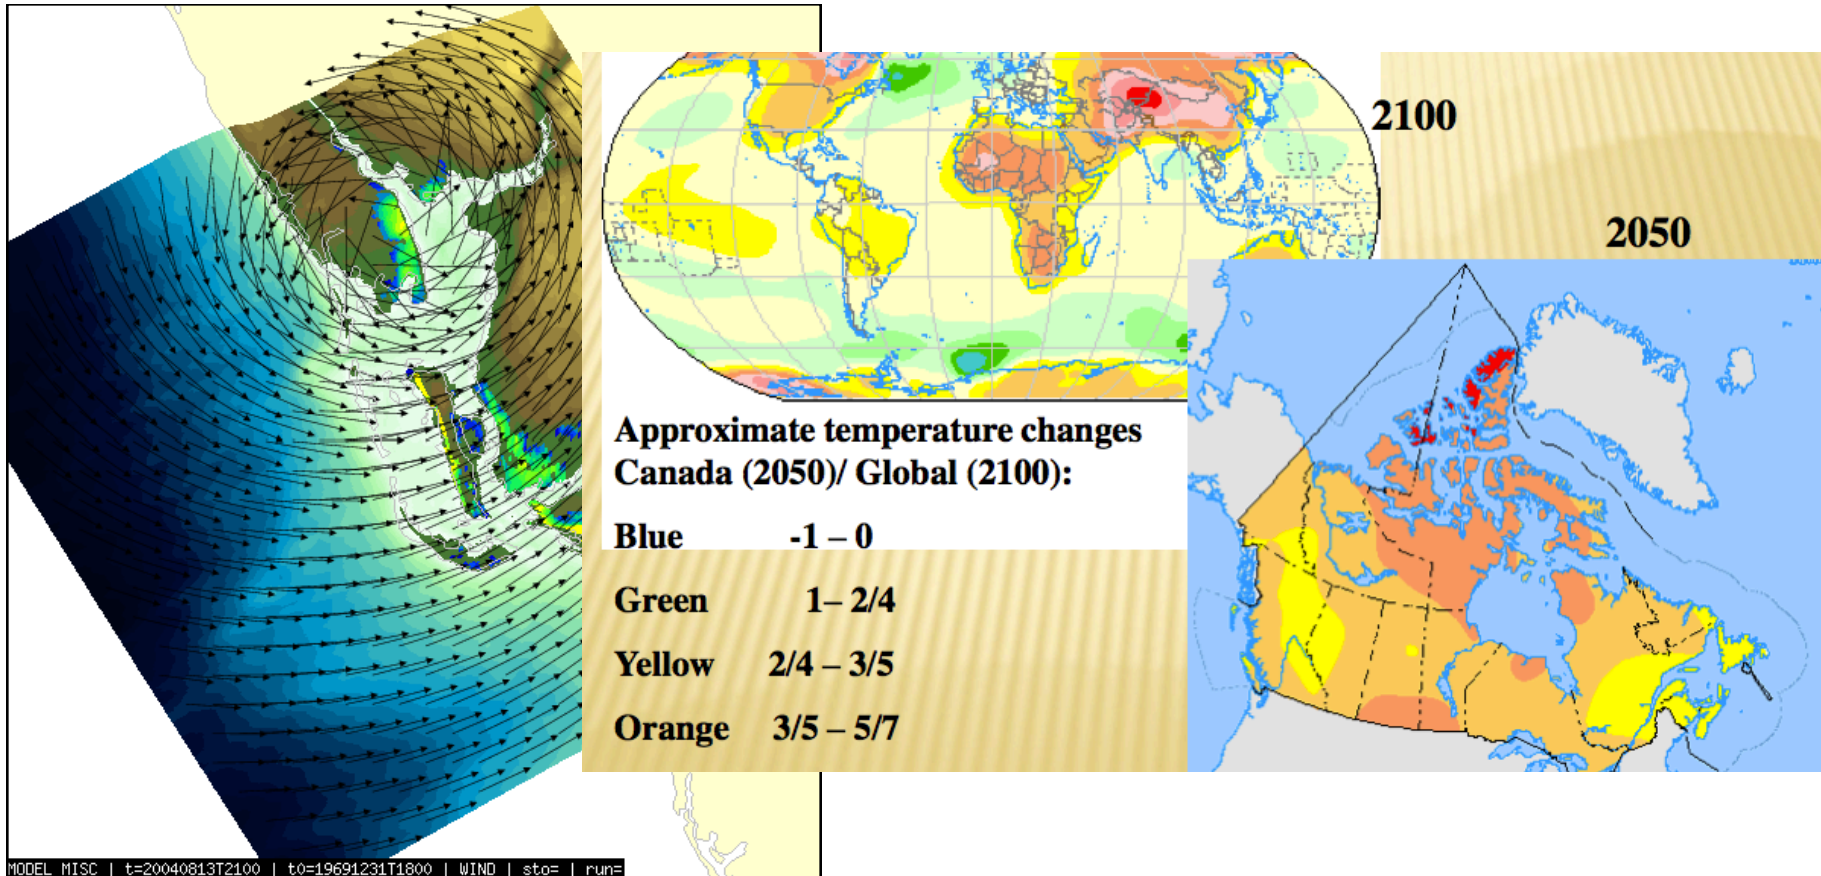 2100
2050
Approximate temperature changes
Canada (2050)/ Global (2100):
Blue -1 – 0
Green 1– 2/4
Yellow 2/4 – 3/5
Orange 3/5 – 5/7
MODEL MISC | t=20040813T2100 | t0=19691231T1800 | WIND | sto= | run=